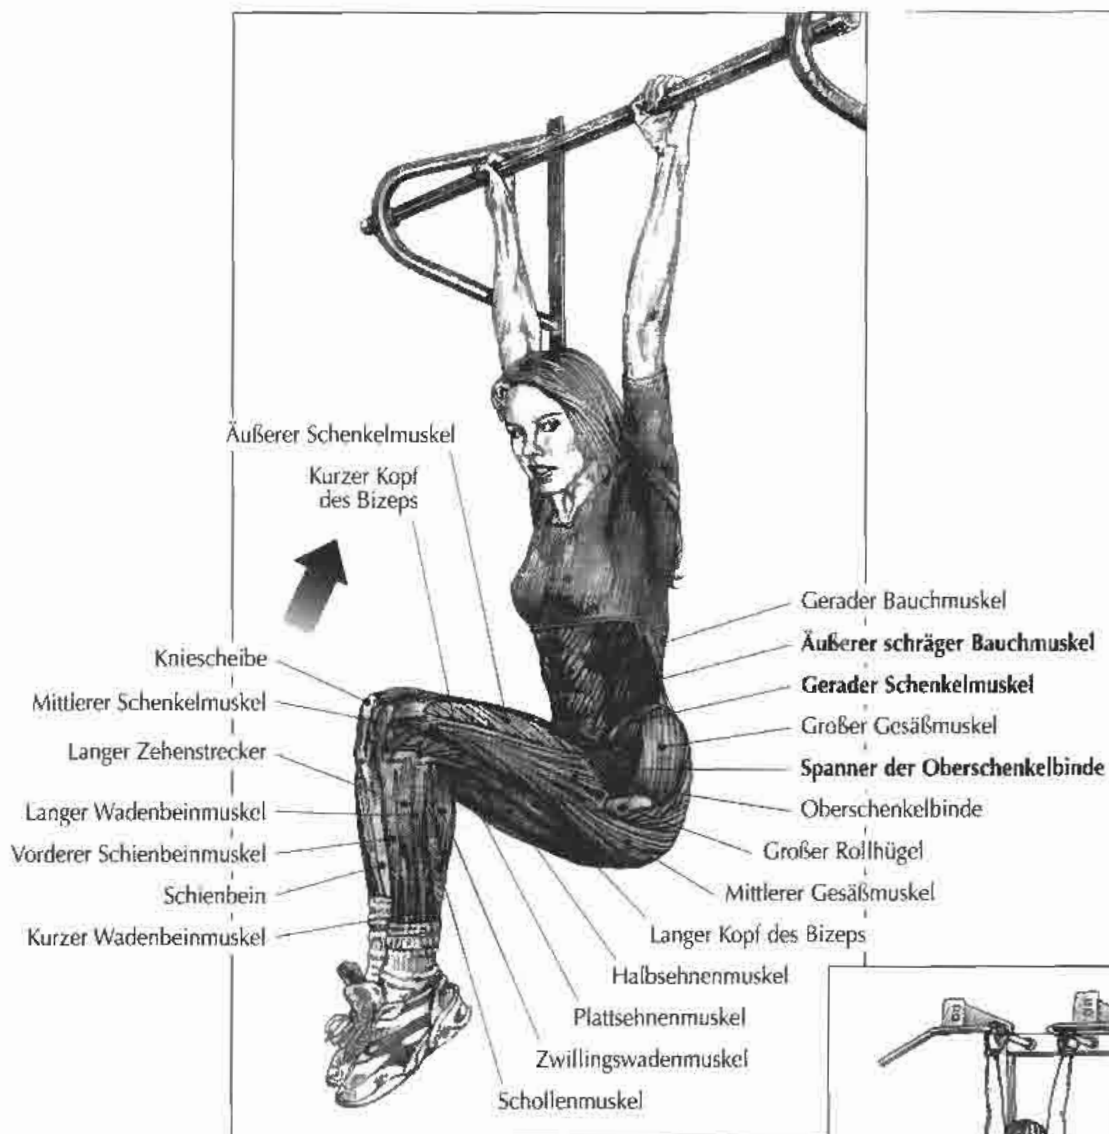 Äußerer Schenkelmuskel
Kurzer Kopf
des Bizeps
Kniescheibe
Mittlerer Schenkelmuskel
Langer Zehenstrecker
Langer Wadenbeinmuskel
Vorderer Schienbeinmuskel
Schienbein
Kurzer Wadenbeinmuskel
Gerader Bauchmuskel
Äußerer schräger Bauchmuskel
Gerader Schenkelmuskel
Großer Gesäßmuskel
Spanner der Oberschenkelbinde
Oberschenkelbinde
Großer Rollhügel
Mittlerer Gesäßmuskel
Langer Kopf des Bizeps
Halbsehnenmuskel
Plattsehnenmuskel
Zwillingswadenmuskel
Schollenmuskel